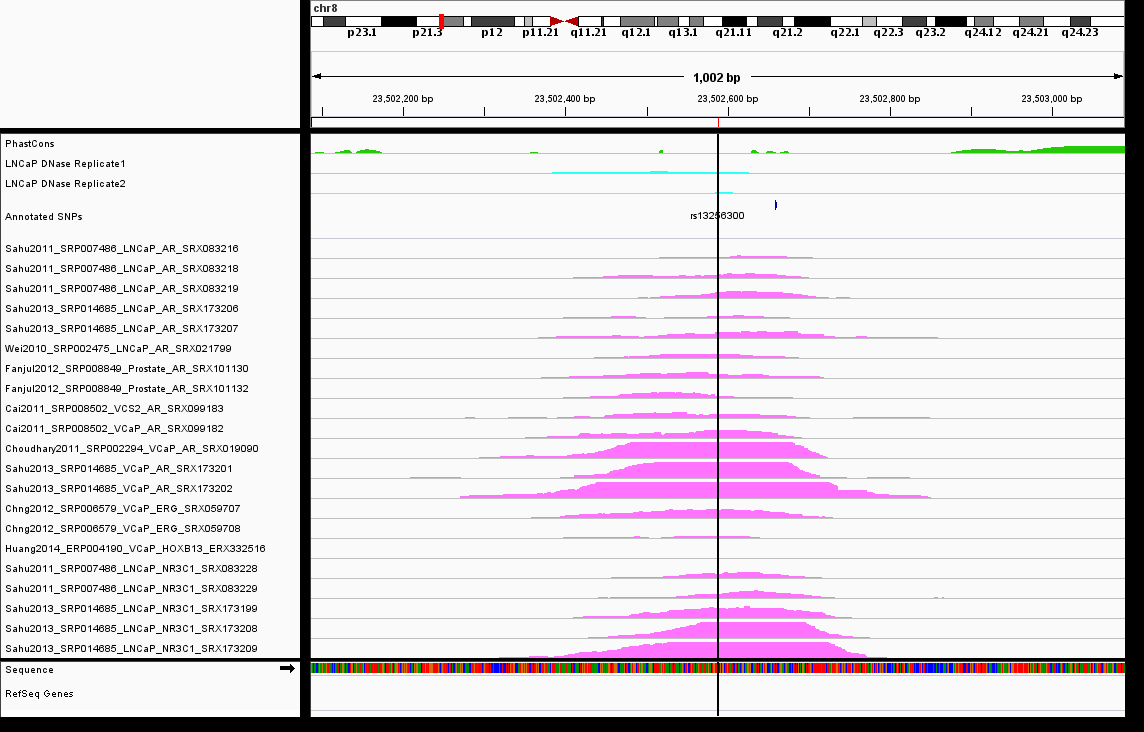 chr8
p23.1 p21.3 p12 p11.21 q11.21 q12.1 q13.1 q21.11 q21.2 q22.1 q22.3 q23.2 q24.12 q24.21 q24.23
1,002 bp
23,502,200 bp 23,502,400 bp 23,502,600 bp 23,502,800 bp 23,503,000 bp
PhastCons
LNCaP DNase Replicate1
LNCaP DNase Replicate2
Annotated SNPs
rs13256300
Sahu2011_SRP007486_LNCaP_AR_SRX083216
Sahu2011_SRP007486_LNCaP_AR_SRX083218
Sahu2011_SRP007486_LNCaP_AR_SRX083219
Sahu2013_SRP014685_LNCaP_AR_SRX173206
Sahu2013_SRP014685_LNCaP_AR_SRX173207
Wei2010_SRP002475_LNCaP_AR_SRX021799
Fanjul2012_SRP008849_Prostate_AR_SRX101130
Fanjul2012_SRP008849_Prostate_AR_SRX101132
Cai2011_SRP008502_VCS2_AR_SRX099183
Cai2011_SRP008502_VCaP_AR_SRX099182
Choudhary2011_SRP002294_VCaP_AR_SRX019090
Sahu2013_SRP014685_VCaP_AR_SRX173201
Sahu2013_SRP014685_VCaP_AR_SRX173202
Chng2012_SRP006579_VCaP_ERG_SRX059707
Chng2012_SRP006579_VCaP_ERG_SRX059708
Huang2014_ERP004190_VCaP_HOXB13_ERX332516
Sahu2011_SRP007486_LNCaP_NR3C1_SRX083228
Sahu2011_SRP007486_LNCaP_NR3C1_SRX083229
Sahu2013_SRP014685_LNCaP_NR3C1_SRX173199
Sahu2013_SRP014685_LNCaP_NR3C1_SRX173208
Sahu2013_SRP014685_LNCaP_NR3C1_SRX173209
Sequence
RefSeq Genes